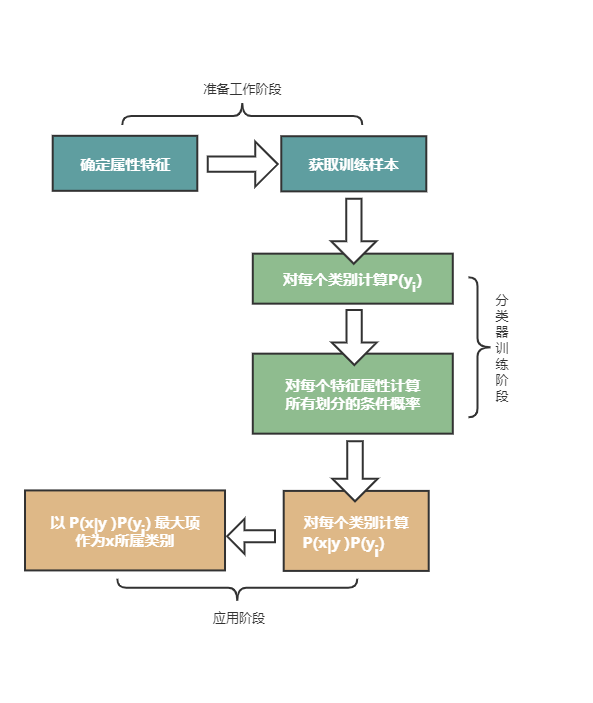 准备工作阶段
确定属性特征
获取训练样本
对每个类别计算P(yi)
对每个特征属性计算
所有划分的条件概率
分类器训练阶段
对每个类别计算
P(x|y )P(yi)
以 P(x|y )P(yi) 最大项
作为x所属类别
应用阶段